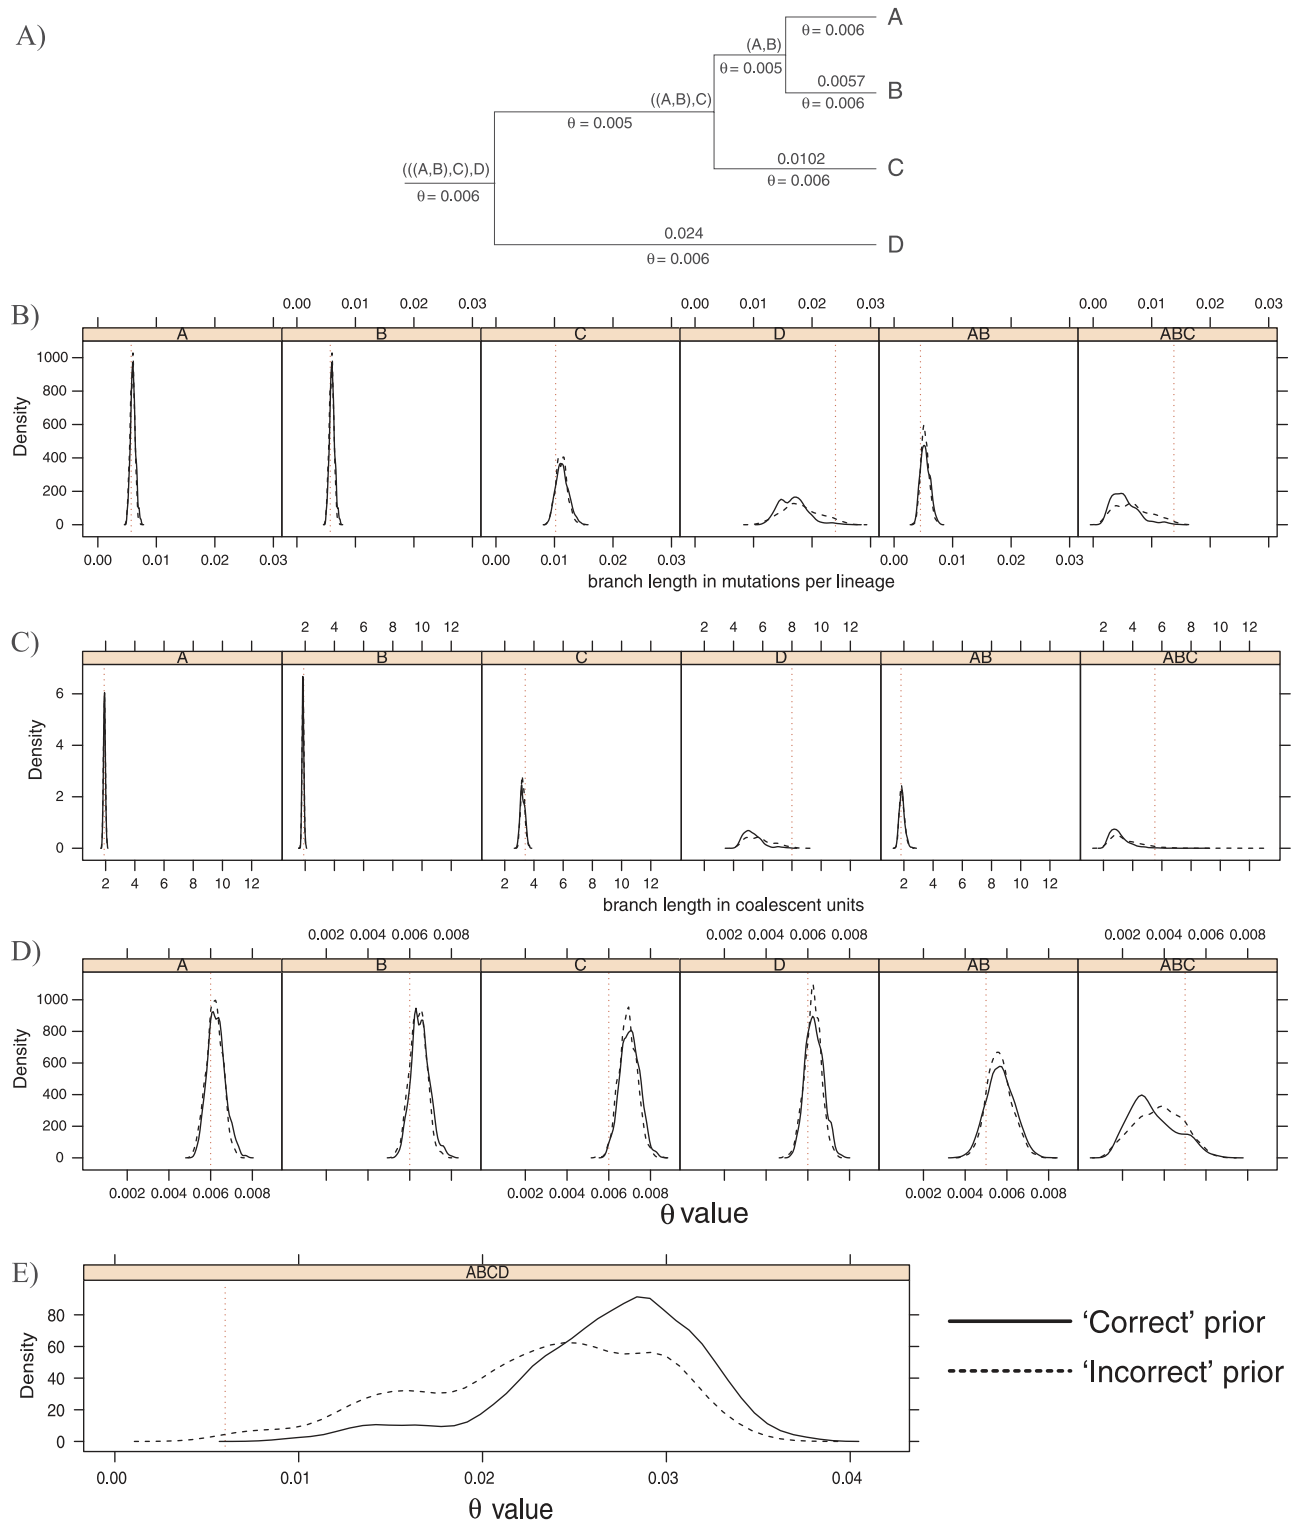 A)
A
θ = 0.006
(A,B)
θ = 0.005
0.0057
B
θ = 0.006
((A,B),C)
θ = 0.005
0.0102
C
θ = 0.006
(((A,B),C),D)
θ = 0.006
0.024
D
θ = 0.006
B)
0.00 0.01 0.02 0.03 0.00 0.01 0.02 0.03 0.00 0.01 0.02 0.03
A B C D AB ABC
Density
1000
800
600
400
200
0
0.00 0.01 0.02 0.03 0.00 0.01 0.02 0.03 0.00 0.01 0.02 0.03
branch length in mutations per lineage
C)
2 4 6 8 10 12 2 4 6 8 10 12 2 4 6 8 10 12
A B C D AB ABC
Density
6
4
2
0
2 4 6 8 10 12 2 4 6 8 10 12 2 4 6 8 10 12
branch length in coalescent units
D)
0.002 0.004 0.006 0.008 0.002 0.004 0.006 0.008 0.002 0.004 0.006 0.008
A B C D AB ABC
Density
1000
800
600
400
200
0
0.002 0.004 0.006 0.008 0.002 0.004 0.006 0.008 0.002 0.004 0.006 0.008
θ value
E)
ABCD
Density
80
60
40
20
0
0.00 0.01 0.02 0.03 0.04
θ value
‘Correct’ prior
‘Incorrect’ prior